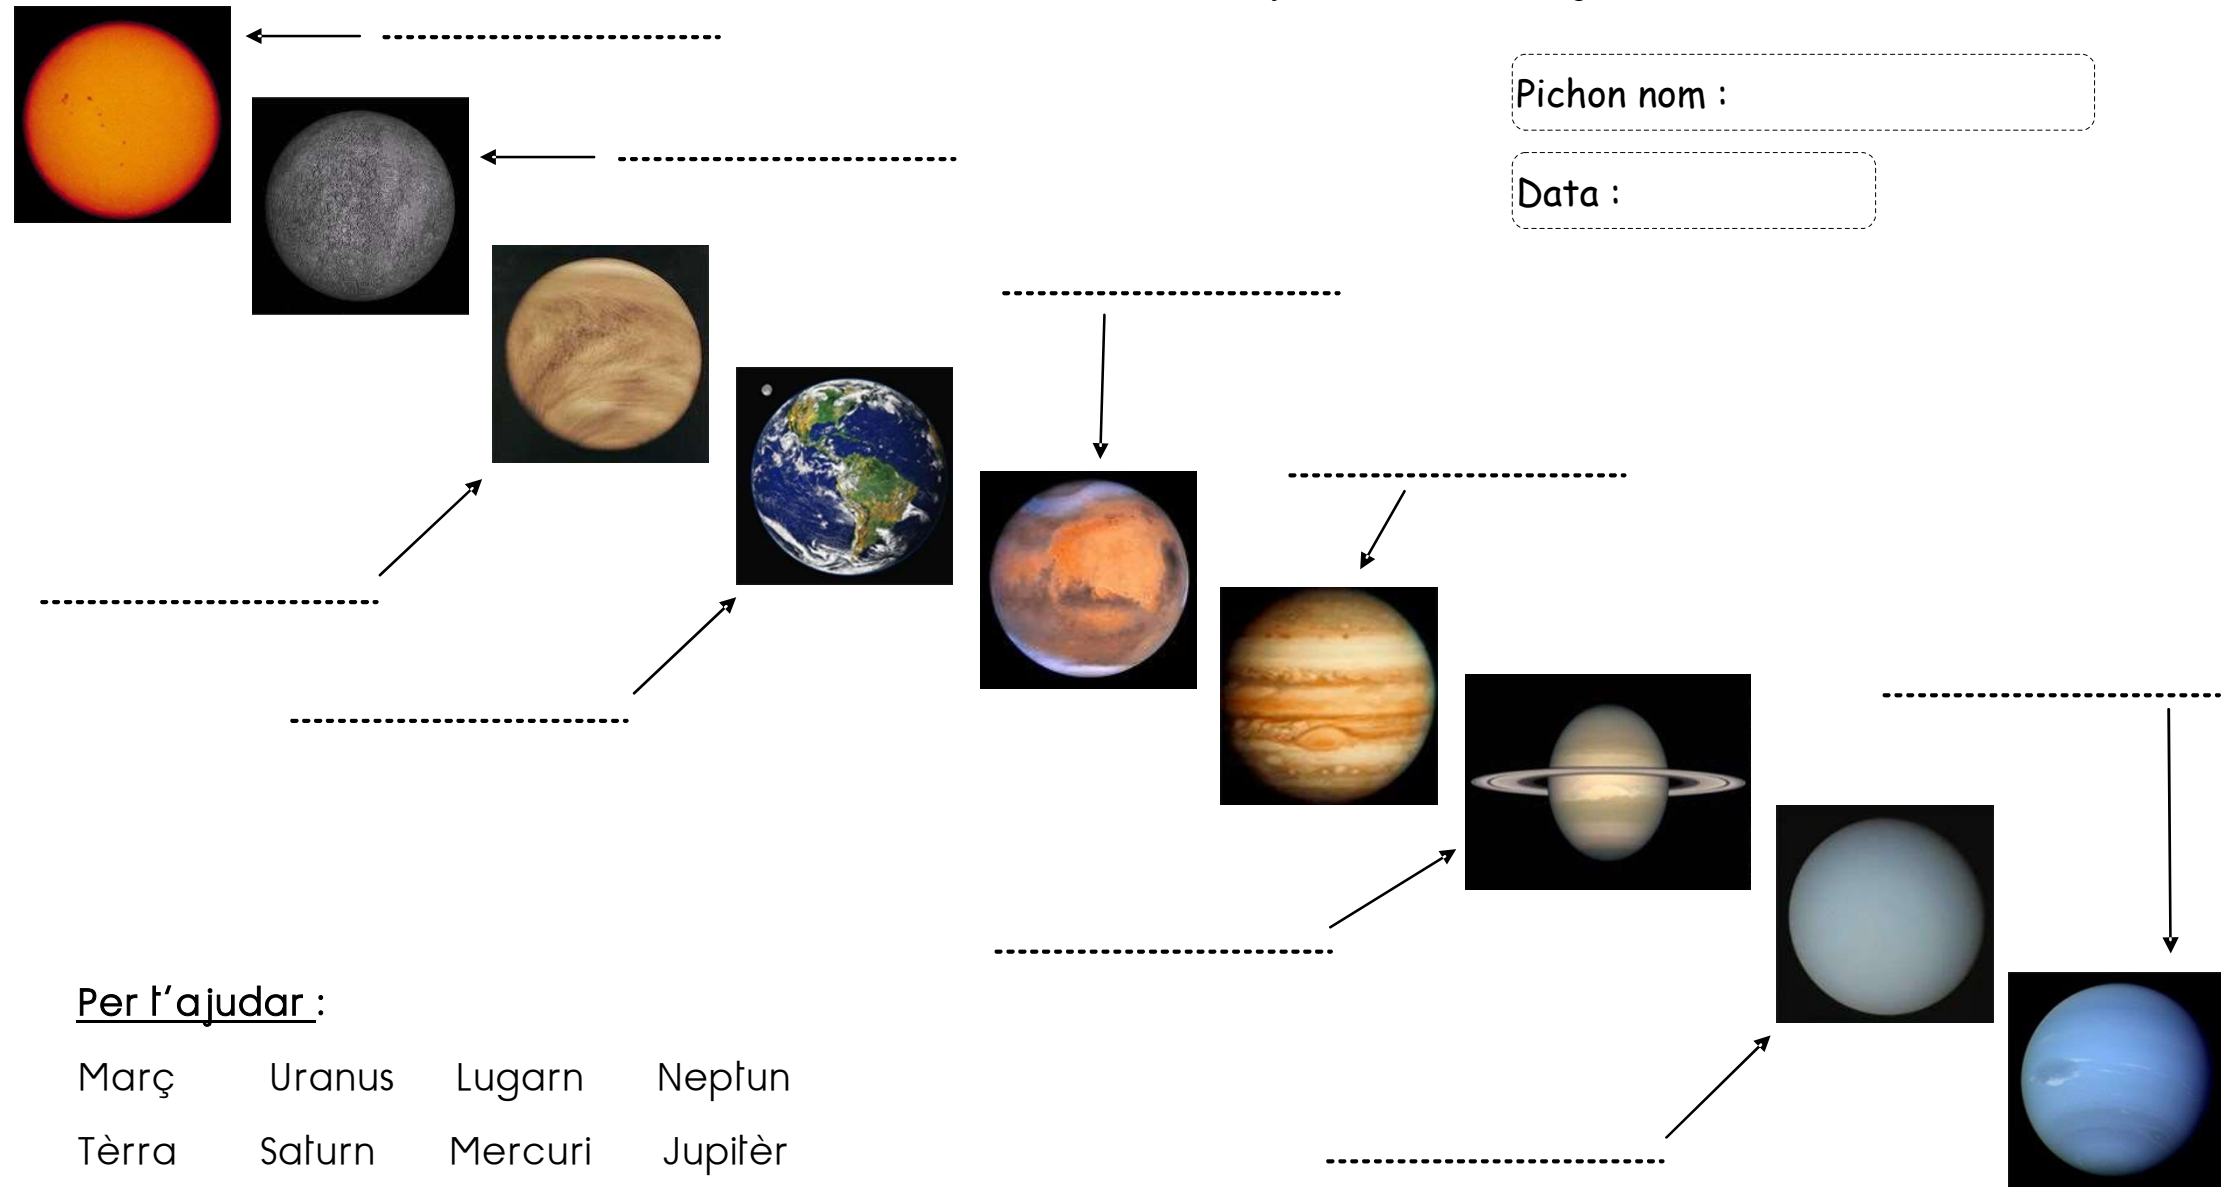 Pichon nom :
Data :
Per t’ajudar :
Març Uranus Lugarn Neptun
Tèrra Saturn Mercuri Jupitèr